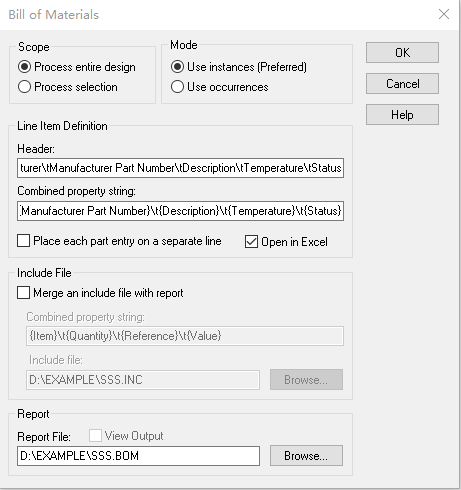 Bill of Materials
Scope
Process entire design
Process selection
Mode
Use instances (Preferred)
Use occurrences
OK
Cancel
Help
Line Item Definition
Header:
turer\tManufacturer Part Number\tDescription\tTemperature\tStatus
Combined property string:
Manufacturer Part Number}\t{Description}\t{Temperature}\t{Status}
Place each part entry on a separate line
Open in Excel
Include File
Merge an include file with report
Combined property string:
{Item}\t{Quantity}\t{Reference}\t{Value}
Include file:
D:\EXAMPLE\SSS.INC
Browse...
Report
Report File:
View Output
D:\EXAMPLE\SSS.BOM
Browse...